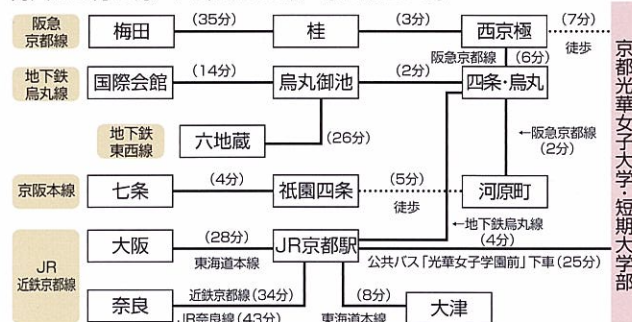 阪急
京都線
梅田
(35分)
桂
(3分)
西京極
(7分)
徒歩
阪急京都線
(6分)
地下鉄
烏丸線
国際会館
(14分)
烏丸御池
(2分)
四条・烏丸
地下鉄
東西線
六地蔵
(26分)
←阪急京都線
(2分)
京阪本線
七条
(4分)
祇園四条
(5分)
徒歩
河原町
←地下鉄烏丸線
(4分)
JR
近鉄京都線
大阪
(28分)
東海道本線
JR京都駅
公共バス「光華女子学園前」下車(25分)
奈良
近鉄京都線(34分)
JR奈良線(43分)
(8分)
東海道本線
大津
京都光華女子大学・短期大学部